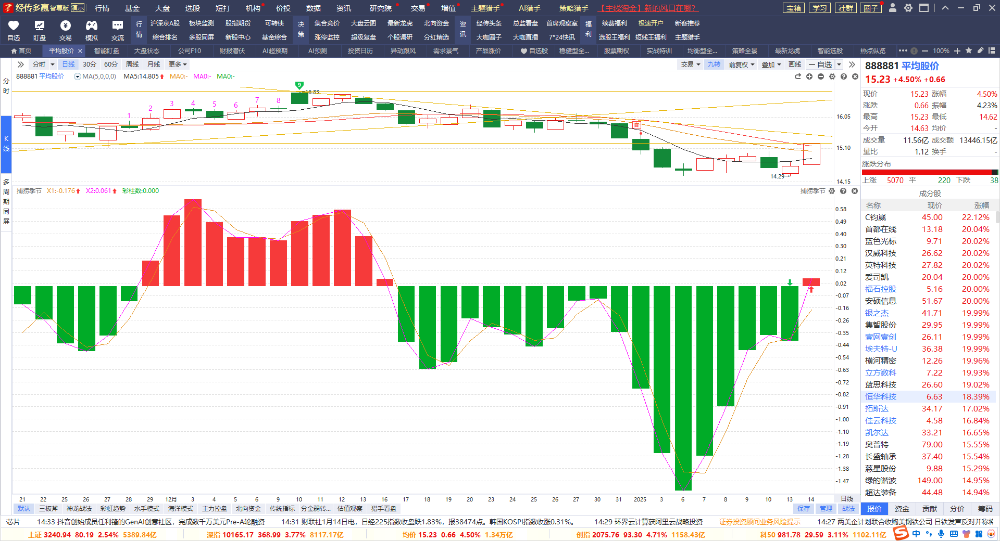 经传多赢 智尊版 演示 行情 基金 大盘 选股 短打 机构 价投 数据 资讯 研究院 交易 增值 主题猎手 AI猎手 策略猎手 【主线淘金】新的风口在哪? 宝箱 学习 社群 圈子
自选 盯盘 交易 模拟 交流 行情 沪深京A股 板块监测 股指期货 可转债 决策 集合竞价 大盘云图 最新龙虎 北向资金 资讯 经传头条 总监看盘 首席观察室 福利 续费福利 极速开户 新客推荐
综合排名 多股同屏 新股中心 基金综合 涨停监控 超级复盘 个股调研 分红精选 大咖圈子 大咖直播 7*24快讯 选股王福利 短线王福利 主题猎手
首页 平均股价 × 智能盯盘 大盘状态 公司F10 财报潜伏 AI超预期 AI预测 投资日历 异动跟风 需求景气 产品涨价 自选股 稳健型全... 股票期权 实战特训 均衡型全... 策略全景 最新龙虎 智能选股 热点纵览 100%
分时 日线 30分 60分 周线 月线 更多 交易 九转 前复权 叠加 画线 自选
888881 平均股价 MA(5,0,0,0) MA5:14.805 MA0:- MA0:- MA0:-
分时
K线
多周期同屏
1 2 3 4 5 6 7 8 9
16.83
14.29
16.05
15.10
14.15
捕捞季节 X1:-0.176 X2:0.061 彩柱数:0.000 捕捞季节
0.58
0.49
0.40
0.30
0.21
0.12
0.02
-0.07
-0.16
-0.26
-0.35
-0.44
-0.54
-0.63
-0.72
-0.82
-0.91
-1.00
-1.10
-1.19
-1.28
-1.38
-1.47
21 22 25 26 27 28 29 12月 3 4 5 6 9 10 11 12 13 16 17 18 19 20 23 24 25 26 27 30 31 2025 3 6 7 8 9 10 13 14 日线
默认 三板斧 神龙战法 彩虹趋势 水手模式 海洋模式 主力控盘 北向资金 传统指标 分金弱转... 估值观察 猎手看盘 保存 管理 战法
888881 平均股价
15.23 +4.50% +0.66
现价 15.23 涨幅 4.50%
涨跌 0.66 振幅 4.23%
最高 15.23 最低 14.62
今开 14.63 均价 -
成交量 11.56亿 成交额 13446.15亿
量比 1.12 换手 -
涨跌分布
上涨 5070 平 220 下跌 38
成分股
名称 现价 涨幅
C钧崴 45.00 22.12%
首都在线 13.18 20.04%
蓝色光标 9.71 20.02%
汉威科技 26.62 20.02%
英特科技 27.82 20.02%
爱司凯 20.04 20.00%
福石控股 5.16 20.00%
安硕信息 51.67 20.00%
银之杰 41.71 19.99%
集智股份 29.95 19.99%
壹网壹创 26.11 19.99%
埃夫特-U 36.38 19.99%
横河精密 12.26 19.96%
立方数科 7.22 19.93%
蓝思科技 26.60 19.02%
恒华科技 6.63 18.39%
拓斯达 34.17 17.02%
佳云科技 4.58 16.84%
凯尔达 33.21 16.65%
奥普特 79.00 15.55%
长盛轴承 37.40 15.54%
慈星股份 9.88 15.29%
绿的谐波 149.00 14.95%
超达装备 44.48 14.94%
报价 资金 贡献 分价 筹码
芯片 14:33 抖音创始成员任利锋的GenAI创意社区，完成数千万美元Pre-A轮融资 14:31 财联社1月14日电，日经225指数收盘跌1.83%，报38474点。韩国KOSPI指数收涨0.31%。 14:29 环界云计算获阿里云战略投资 证券投资顾问业务风险提示 14:27 两美企计划联合收购美钢铁公司 日铁发声反对并称将
上证 3240.94 80.19 2.54% 5389.84亿 深指 10165.17 368.99 3.77% 8117.17亿 均价 15.23 0.66 4.50% 1.34万亿 创指 2075.76 93.30 4.71% 1158.43亿 科50 981.78 29.59 3.11% 1102.11亿 中